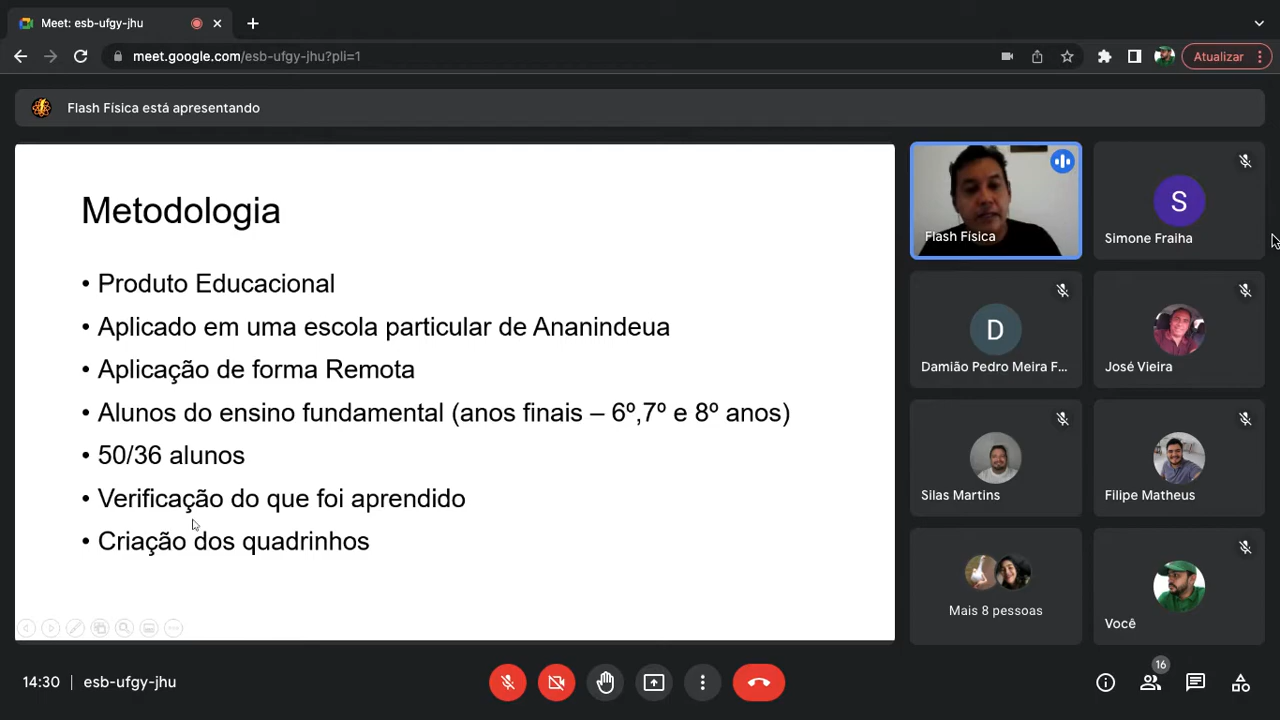 Meet: esb-ufgy-jhu
meet.google.com/esb-ufgy-jhu?pli=1
Atualizar
Flash Física está apresentando
Metodologia
• Produto Educacional
• Aplicado em uma escola particular de Ananindeua
• Aplicação de forma Remota
• Alunos do ensino fundamental (anos finais – 6º,7º e 8º anos)
• 50/36 alunos
• Verificação do que foi aprendido
• Criação dos quadrinhos
Flash Física
S
Simone Fraiha
D
Damião Pedro Meira F...
José Vieira
Silas Martins
Filipe Matheus
Mais 8 pessoas
Você
14:30 | esb-ufgy-jhu
16